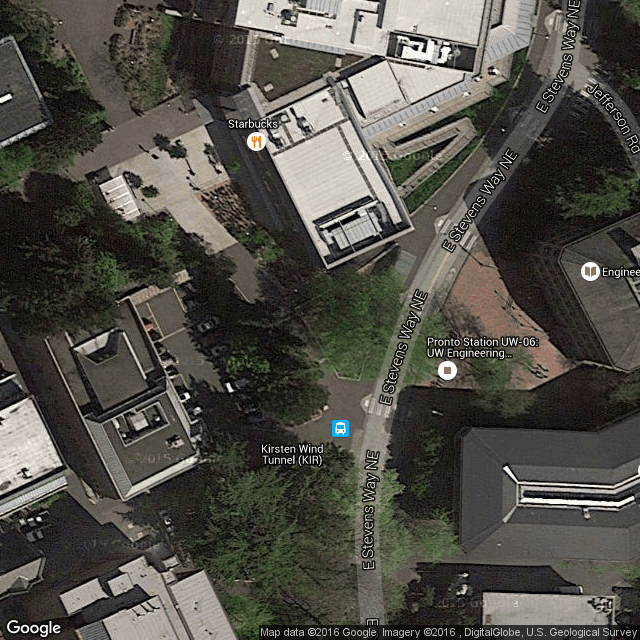 E Stevens Way NE
Jefferson Rd
Starbucks
E Stevens Way NE
Enginee
E Stevens Way NE
Pronto Station UW-06:
UW Engineering...
Kirsten Wind
Tunnel (KIR)
E Stevens Way NE
E
Google
Map data ©2016 Google Imagery ©2016 , DigitalGlobe, U.S. Geological Survey